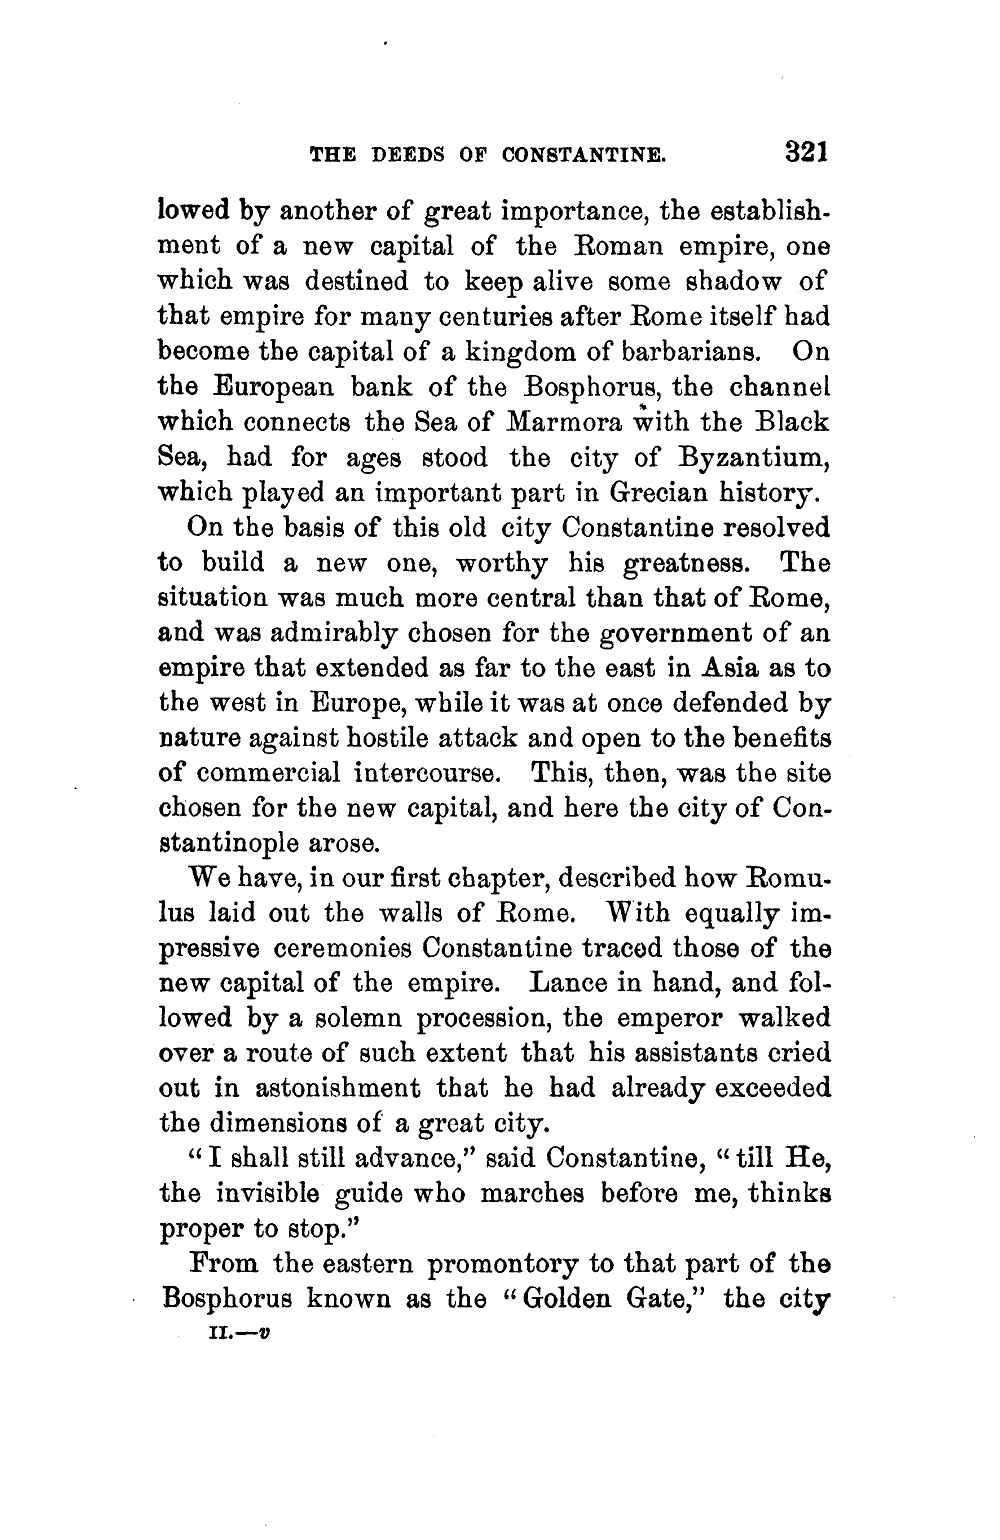 THE DEEDS OF CONSTANTINE. 321
lowed by another of great importance, the establish-
ment of a new capital of the Roman empire, one
which was destined to keep alive some shadow of
that empire for many centuries after Rome itself had
become the capital of a kingdom of barbarians. On
the European bank of the Bosphorus, the channel
which connects the Sea of Marmora with the Black
Sea, had for ages stood the city of Byzantium,
which played an important part in Grecian history.
On the basis of this old city Constantine resolved
to build a new one, worthy his greatness. The
situation was much more central than that of Rome,
and was admirably chosen for the government of an
empire that extended as far to the east in Asia as to
the west in Europe, while it was at once defended by
nature against hostile attack and open to the benefits
of commercial intercourse. This, then, was the site
chosen for the new capital, and here the city of Con-
stantinople arose.
We have, in our first chapter, described how Romu-
lus laid out the walls of Rome. With equally im-
pressive ceremonies Constantine traced those of the
new capital of the empire. Lance in hand, and fol-
lowed by a solemn procession, the emperor walked
over a route of such extent that his assistants cried
out in astonishment that he had already exceeded
the dimensions of a great city.
“I shall still advance,” said Constantine, “till He,
the invisible guide who marches before me, thinks
proper to stop.”
From the eastern promontory to that part of the
Bosphorus known as the “Golden Gate,” the city
II.—v